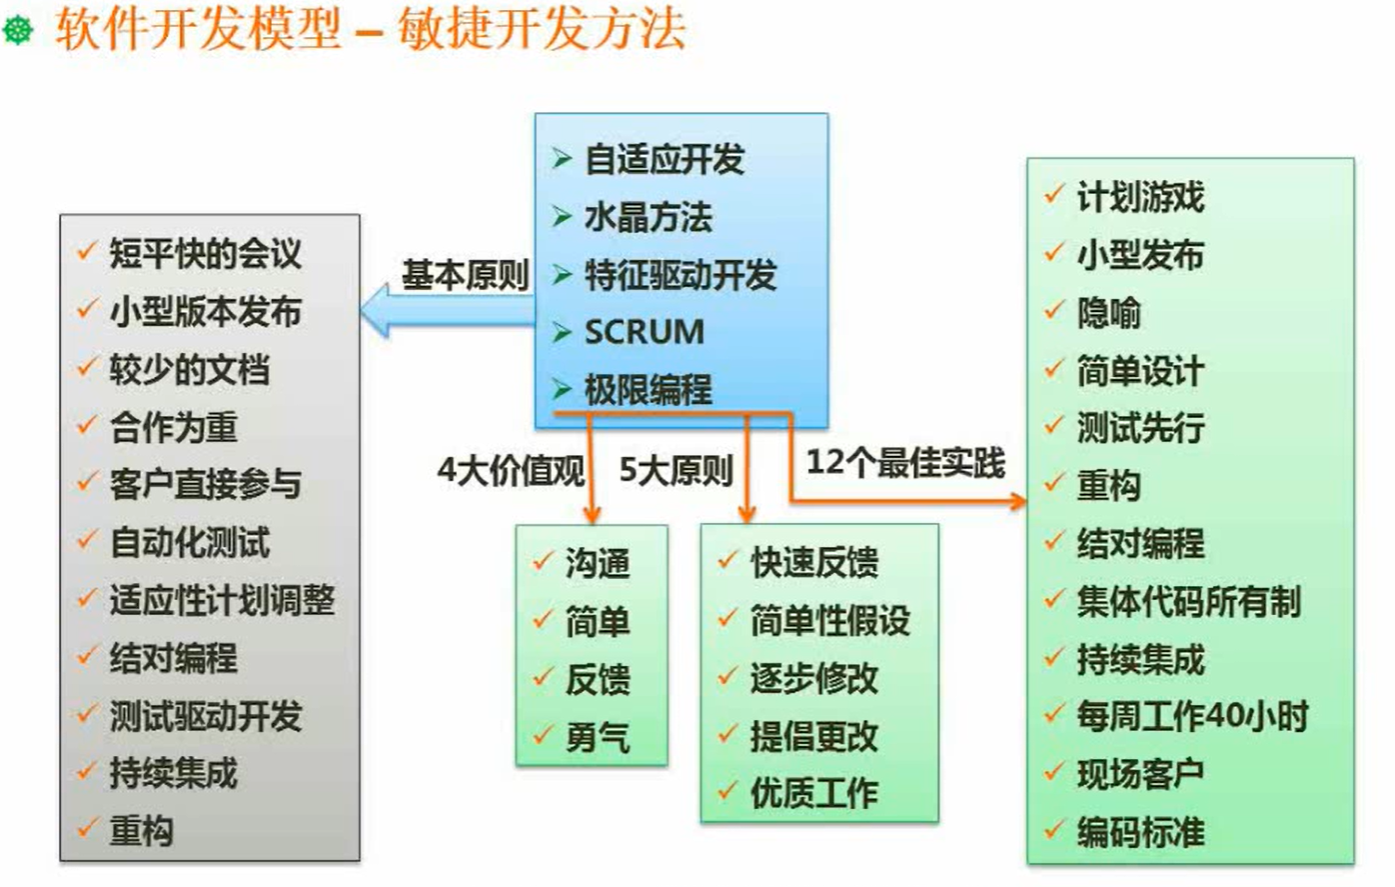 软件开发模型 – 敏捷开发方法
自适应开发
水晶方法
特征驱动开发
SCRUM
极限编程
基本原则
短平快的会议
小型版本发布
较少的文档
合作为重
客户直接参与
自动化测试
适应性计划调整
结对编程
测试驱动开发
持续集成
重构
4大价值观
沟通
简单
反馈
勇气
5大原则
快速反馈
简单性假设
逐步修改
提倡更改
优质工作
12个最佳实践
计划游戏
小型发布
隐喻
简单设计
测试先行
重构
结对编程
集体代码所有制
持续集成
每周工作40小时
现场客户
编码标准